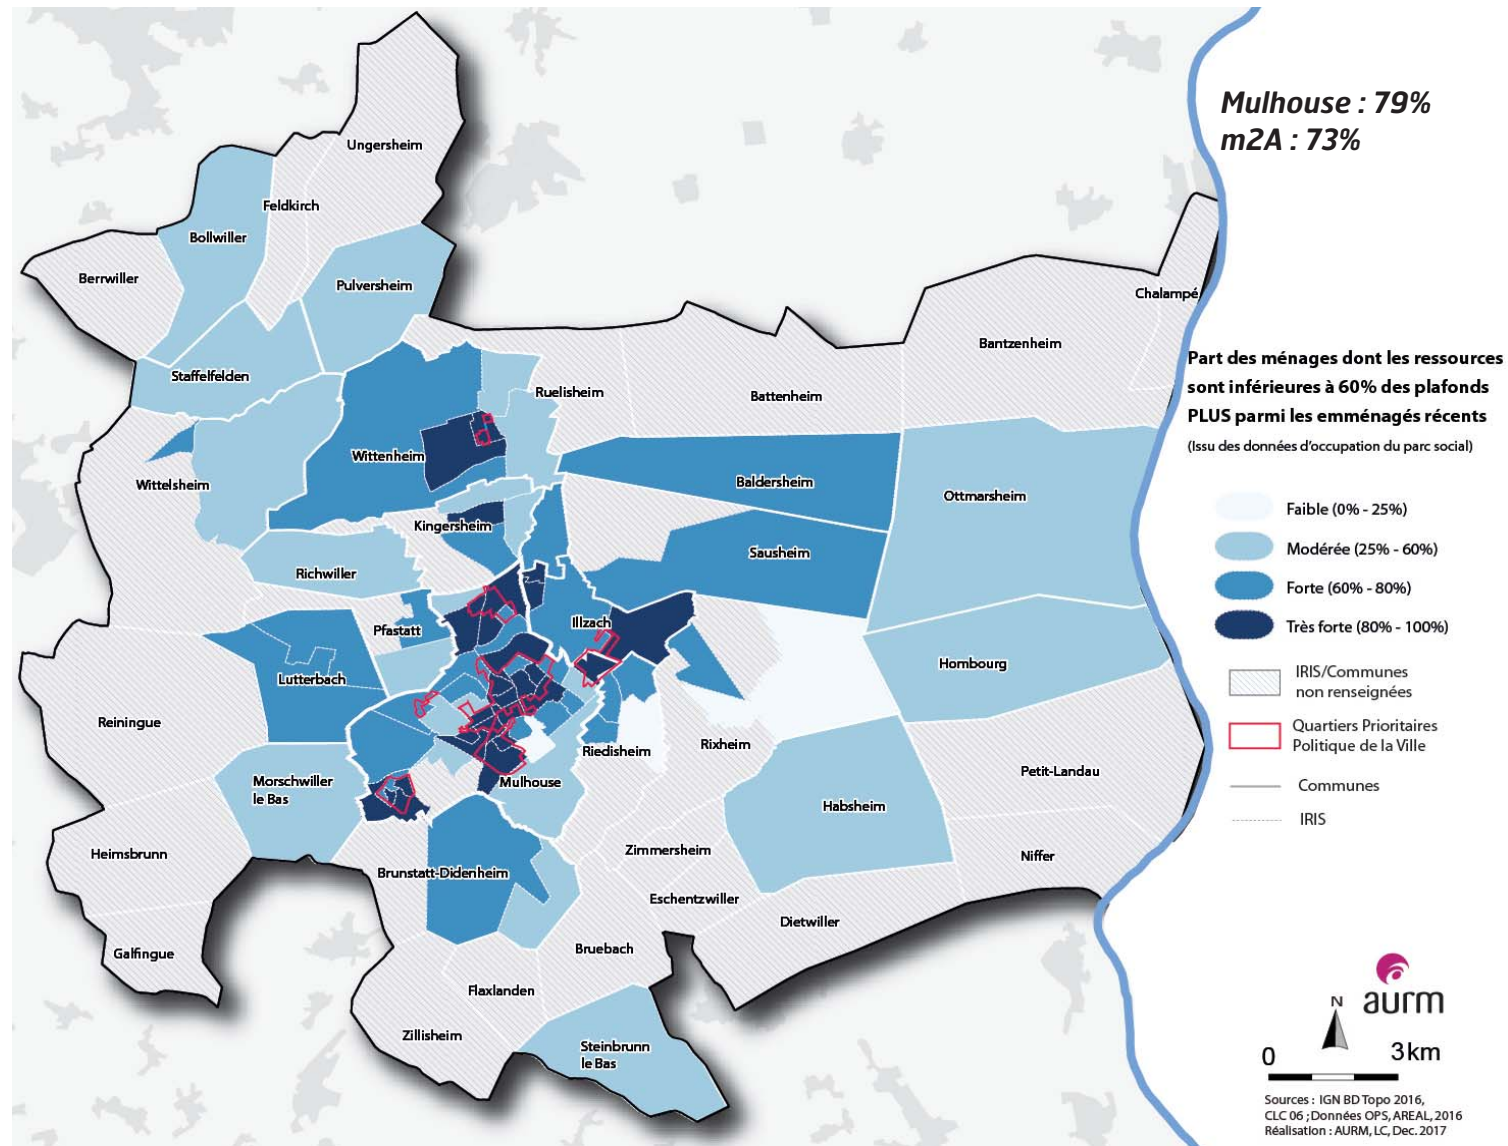 Mulhouse : 79%
m2A : 73%
Ungersheim
Feldkirch
Bollwiller
Berrwiller
Pulversheim
Chalampé
Bantzenheim
Staffelfelden
Ruelisheim
Battenheim
Wittenheim
Wittelsheim
Baldersheim
Ottmarsheim
Kingersheim
Sausheim
Richwiller
Illzach
Pfastatt
Hombourg
Lutterbach
Reiningue
Riedisheim
Rixheim
Petit-Landau
Morschwiller
le Bas
Mulhouse
Habsheim
Heimsbrunn
Zimmersheim
Niffer
Brunstatt-Didenheim
Eschentzwiller
Dietwiller
Galfingue
Bruebach
Flaxlanden
Zillisheim
Steinbrunn
le Bas
Part des ménages dont les ressources
sont inférieures à 60% des plafonds
PLUS parmi les emménagés récents
(Issu des données d'occupation du parc social)
Faible (0% - 25%)
Modérée (25% - 60%)
Forte (60% - 80%)
Très forte (80% - 100%)
IRIS/Communes
non renseignées
Quartiers Prioritaires
Politique de la Ville
Communes
IRIS
aurm
N
0 3km
Sources : IGN BD Topo 2016,
CLC 06 ; Données OPS, AREAL, 2016
Réalisation : AURM, LC, Dec. 2017